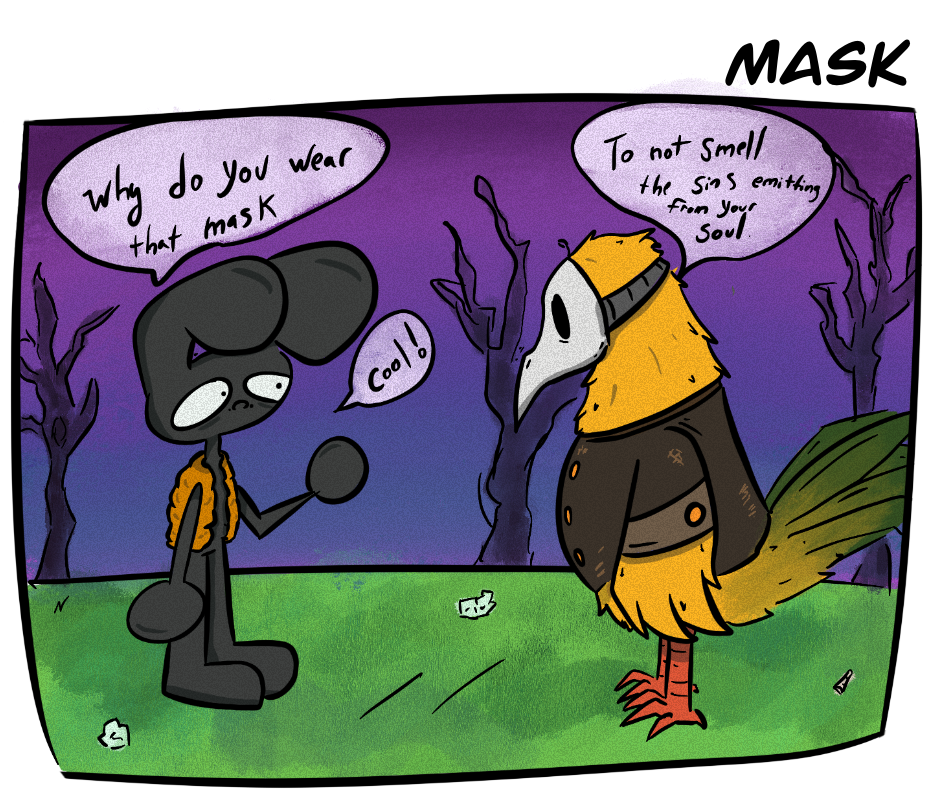 MASK
Why do you wear
that mask
To not smell
the sins emitting
from your
soul
Cool!